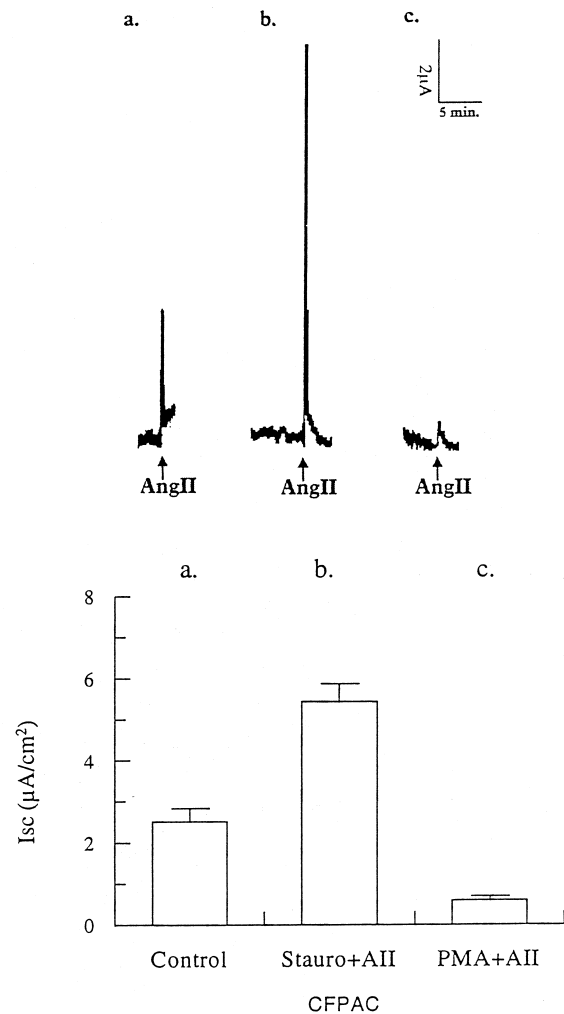 a. b. c.
2µA
5 min.
AngII AngII AngII
a. b. c.
8
6
4
2
0
Isc (µA/cm²)
Control Stauro+AII PMA+AII
CFPAC